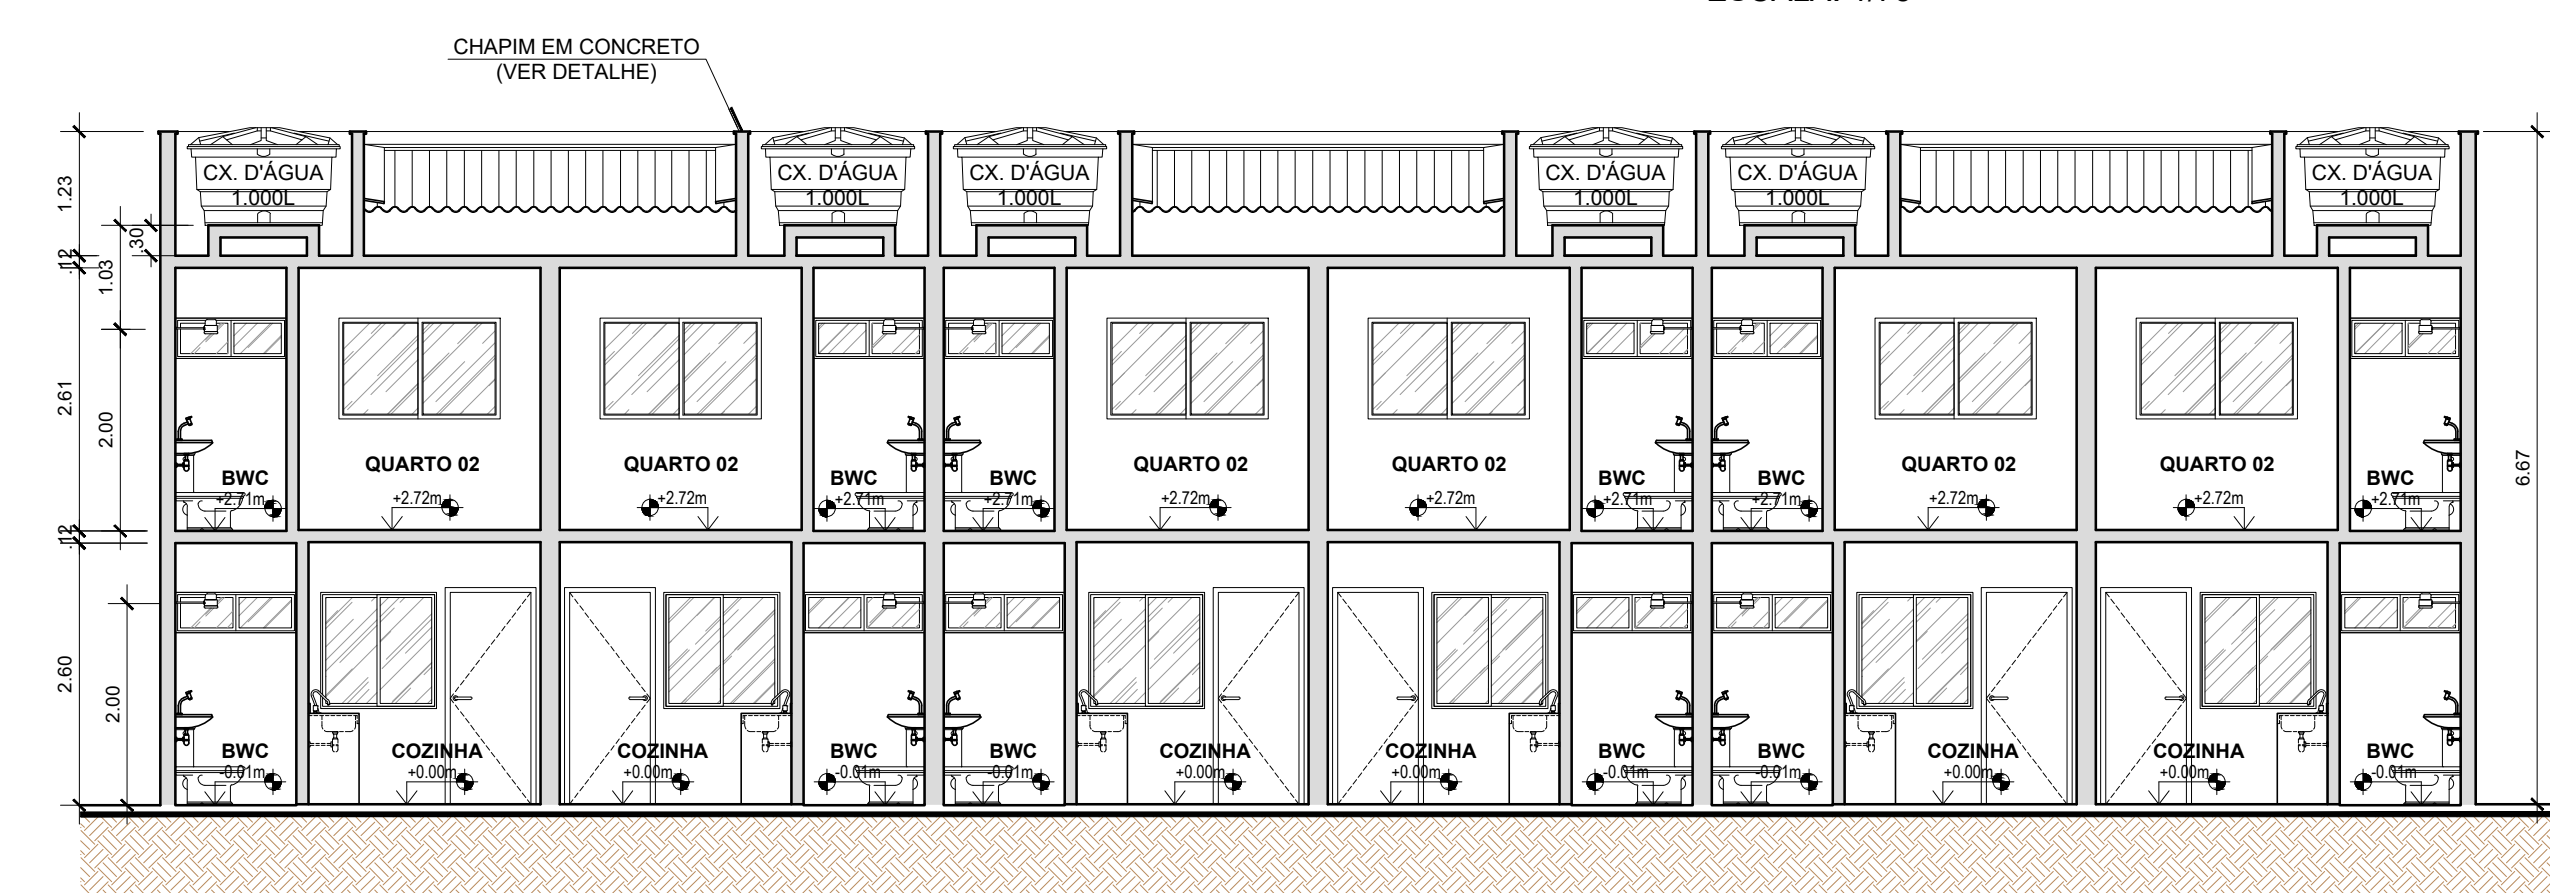 CHAPIM EM CONCRETO
(VER DETALHE)
CX. D'ÁGUA CX. D'ÁGUA CX. D'ÁGUA CX. D'ÁGUA CX. D'ÁGUA CX. D'ÁGUA
1.000L 1.000L 1.000L 1.000L 1.000L 1.000L
1.23
.30
.12
1.03
2.61
2.00
.12
2.60
2.00
6.67
QUARTO 02 QUARTO 02 QUARTO 02 QUARTO 02 QUARTO 02 QUARTO 02
BWC BWC BWC BWC BWC BWC
+2.71m +2.72m +2.72m +2.71m +2.71m +2.72m +2.72m +2.71m +2.71m +2.72m +2.72m +2.71m
BWC COZINHA COZINHA BWC BWC COZINHA COZINHA BWC BWC COZINHA COZINHA BWC
-0.01m +0.00m +0.00m -0.01m -0.01m +0.00m +0.00m -0.01m -0.01m +0.00m +0.00m -0.01m